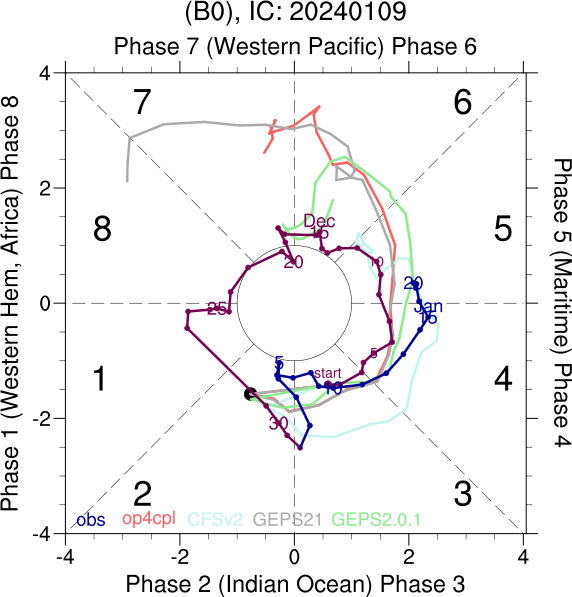 (B0), IC: 20240109
Phase 7 (Western Pacific) Phase 6
4
2
0
-2
-4
-4
-2
0
2
4
Phase 1 (Western Hem, Africa) Phase 8
Phase 5 (Maritime) Phase 4
Phase 2 (Indian Ocean) Phase 3
7
6
8
5
1
4
2
3
Dec
15
20
10
25
20
Jan
15
5
5
start
10
30
obs
op4cpl
CFSv2
GEPS21
GEPS2.0.1